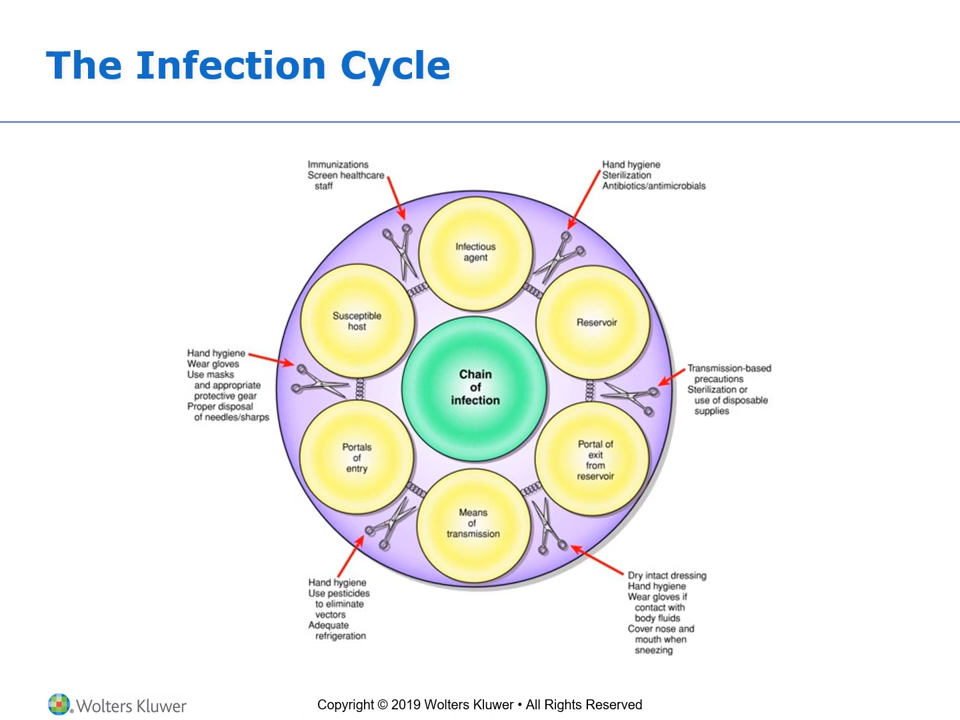 The Infection Cycle
Immunizations
Screen healthcare
staff
Hand hygiene
Sterilization
Antibiotics/antimicrobials
Infectious
agent
Susceptible
host
Reservoir
Hand hygiene
Wear gloves
Use masks
and appropriate
protective gear
Proper disposal
of needles/sharps
Chain
of
infection
Transmission-based
precautions
Sterilization or
use of disposable
supplies
Portals
of
entry
Portal of
exit
from
reservoir
Means
of
transmission
Hand hygiene
Use pesticides
to eliminate
vectors
Adequate
refrigeration
Dry intact dressing
Hand hygiene
Wear gloves if
contact with
body fluids
Cover nose and
mouth when
sneezing
Wolters Kluwer
Copyright © 2019 Wolters Kluwer • All Rights Reserved